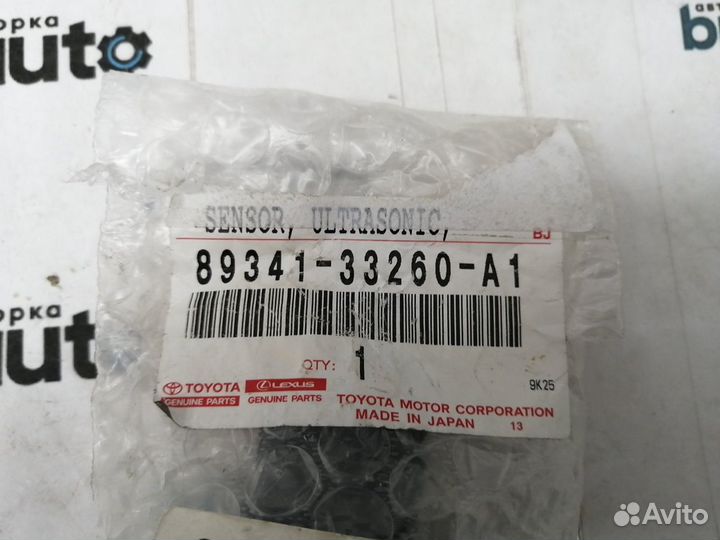 борка
auto
SENSOR, ULTRASONIC,
BJ
89341-33260-A1
QTY: 1
9K25
TOYOTA
GENUINE PARTS
LEXUS
GENUINE PARTS
TOYOTA MOTOR CORPORATION
MADE IN JAPAN 13
Avito